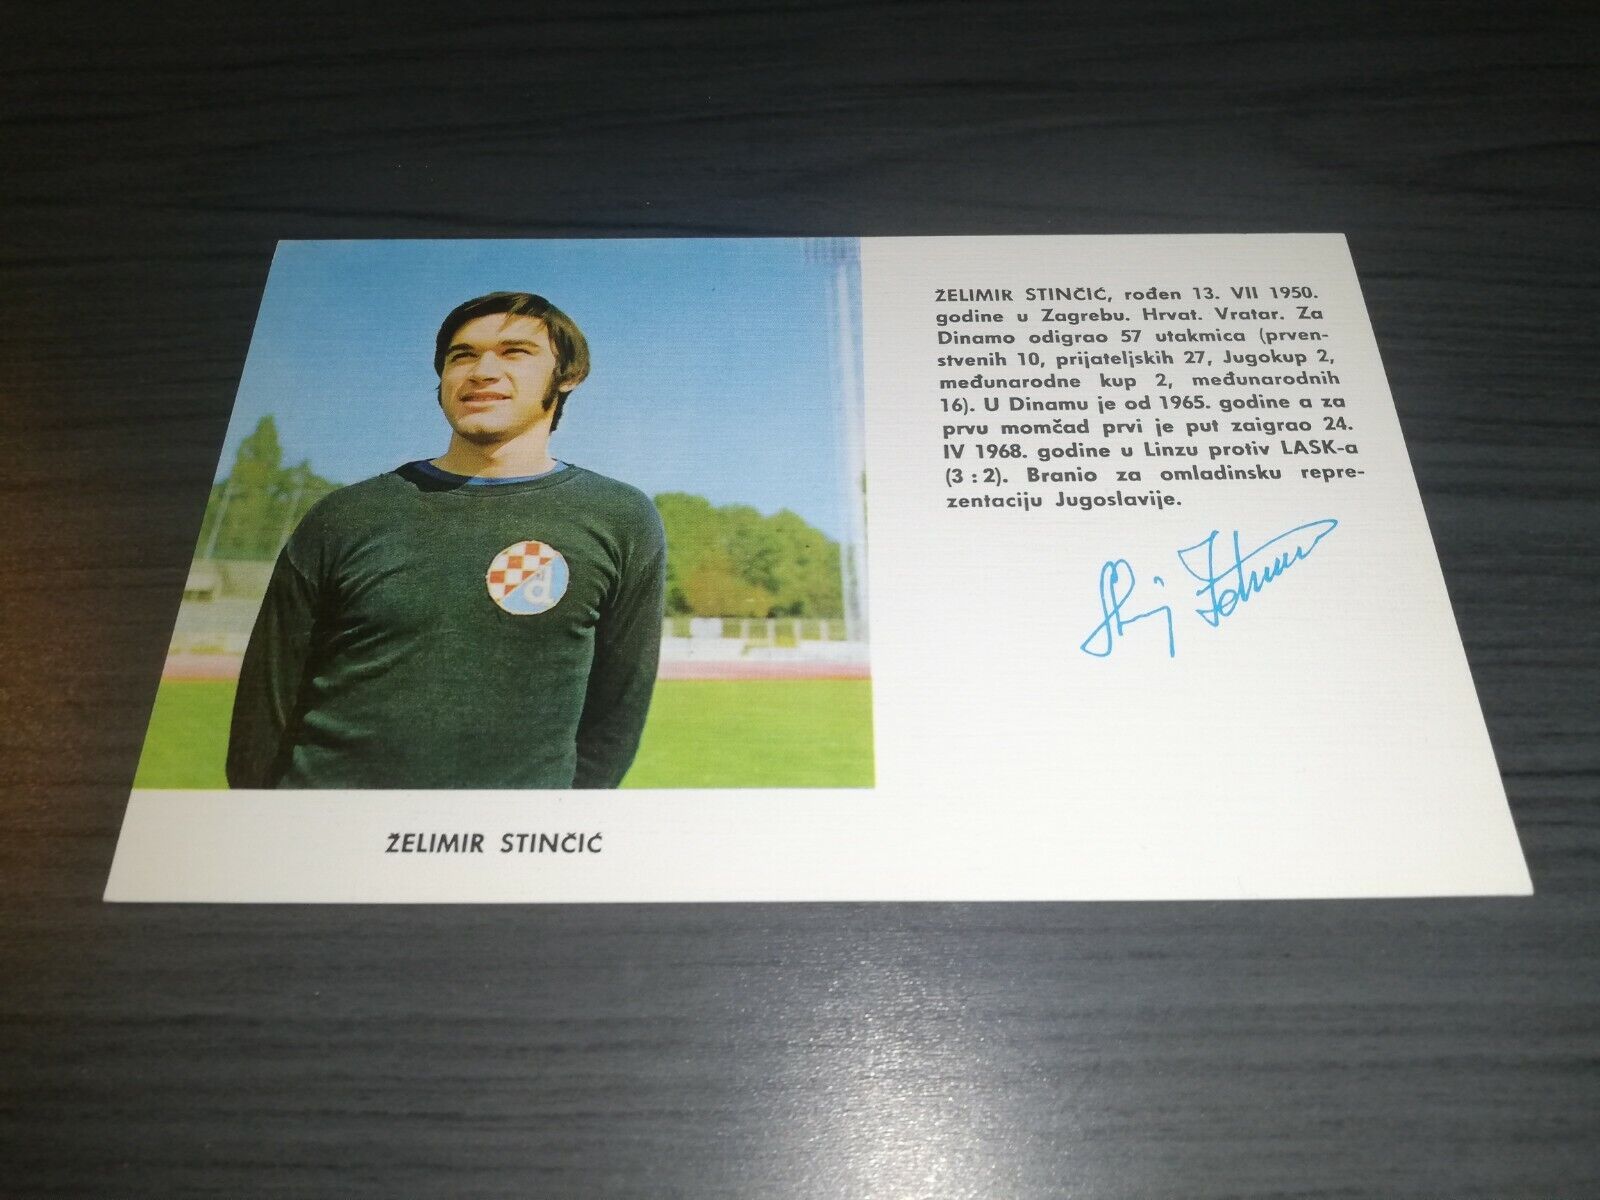 ŽELIMIR STINČIĆ, rođen 13. VII 1950.
godine u Zagrebu. Hrvat. Vratar. Za
Dinamo odigrao 57 utakmica (prven-
stvenih 10, prijateljskih 27, Jugokup 2,
međunarodne kup 2, međunarodnih
16). U Dinamu je od 1965. godine a za
prvu momčad prvi je put zaigrao 24.
IV 1968. godine u Linzu protiv LASK-a
(3 : 2). Branio za omladinsku repre-
zentaciju Jugoslavije.
d
ŽELIMIR STINČIĆ